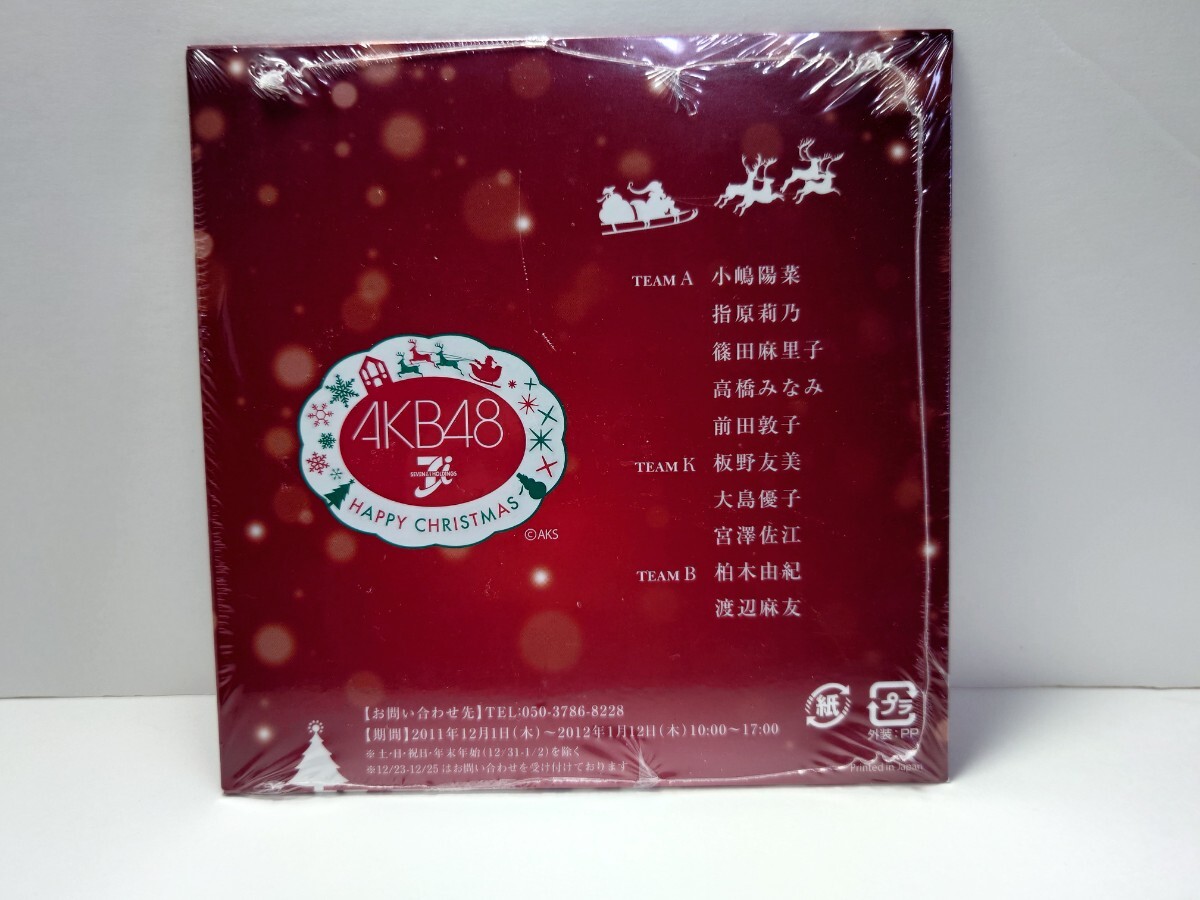 TEAM A 小嶋陽菜
指原莉乃
篠田麻里子
高橋みなみ
前田敦子
TEAM K 板野友美
大島優子
宮澤佐江
TEAM B 柏木由紀
渡辺麻友
AKB48
SEVEN & i HOLDINGS
HAPPY CHRISTMAS
©AKS
【お問い合わせ先】TEL:050-3786-8228
【期間】2011年12月1日(木)～2012年1月12日(木)10:00～17:00
※土・日・祝日・年末年始(12/31-1/2)を除く
※12/23-12/25はお問い合わせを受け付けております
紙
プラ
外装:PP
Printed in Japan